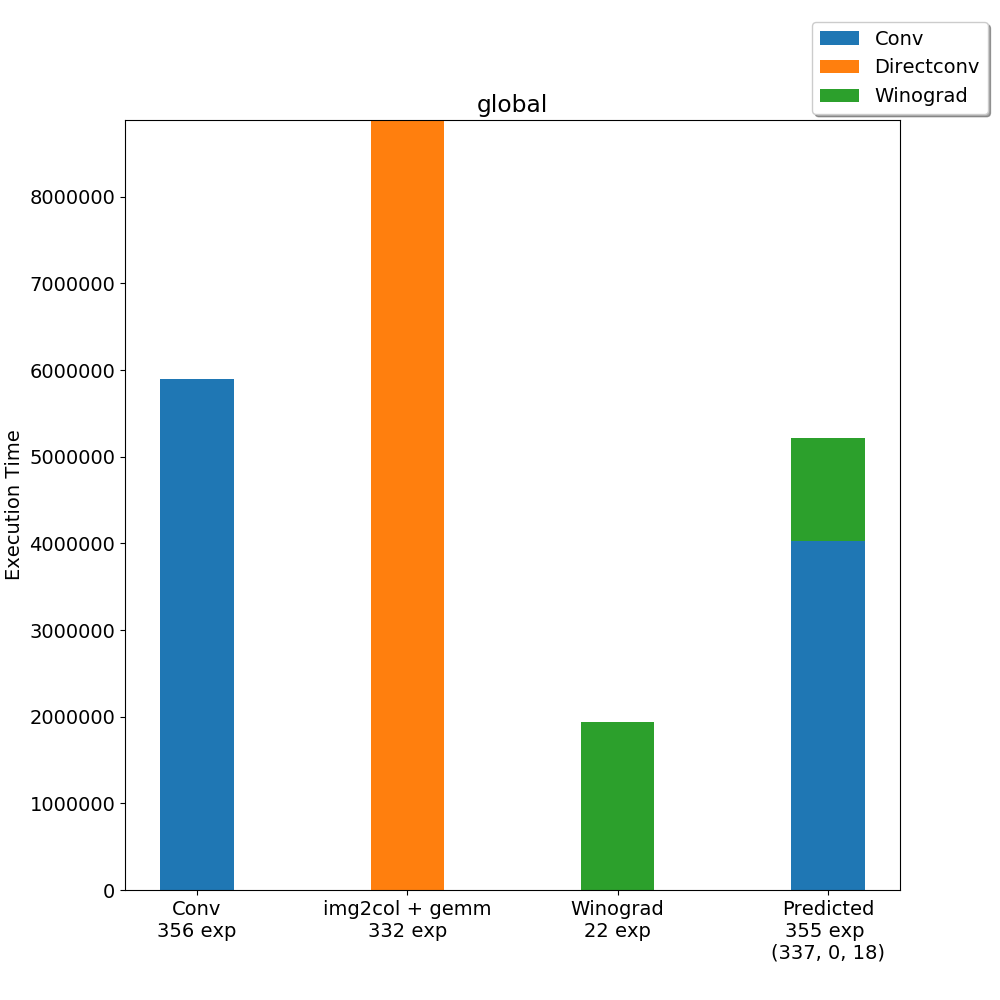 Conv
Directconv
Winograd
global
8000000
7000000
6000000
5000000
4000000
3000000
2000000
1000000
0
Execution Time
Conv
356 exp
img2col + gemm
332 exp
Winograd
22 exp
Predicted
355 exp
(337, 0, 18)